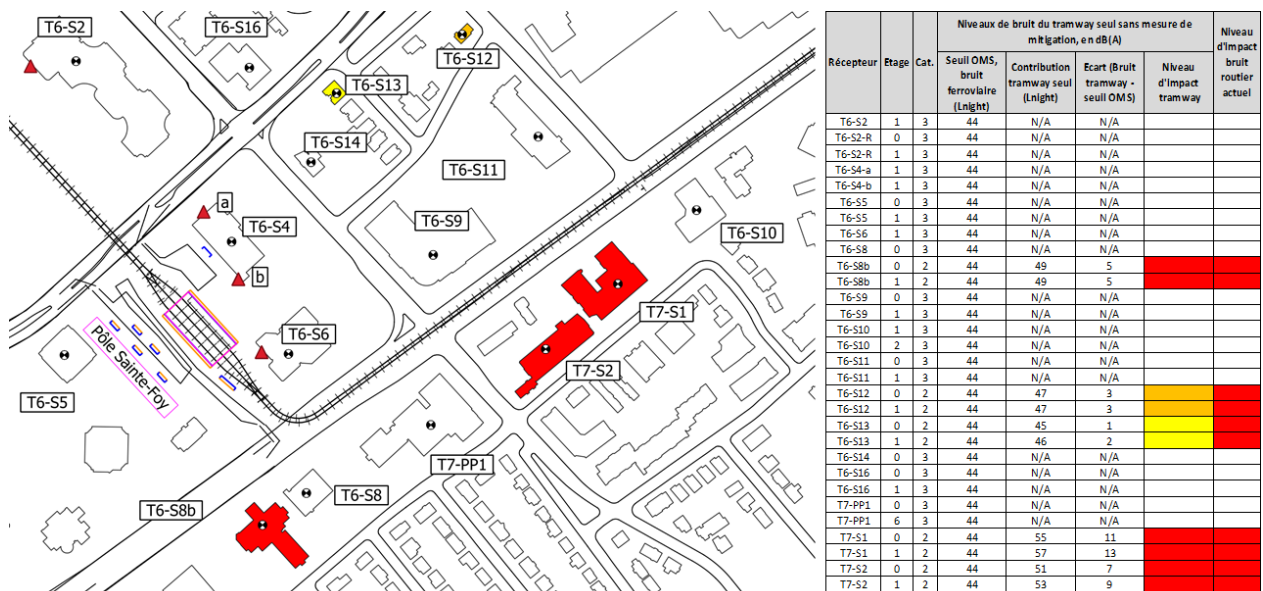 T6-S2
T6-S16
T6-S12
T6-S13
T6-S14
T6-S11
a
T6-S4
T6-S9
T6-S10
b
T7-S1
T6-S6
Pôle Sainte-Foy
T7-S2
T6-S5
T7-PP1
T6-S8
T6-S8b
Récepteur Etage Cat. Niveaux de bruit du tramway seul sans mesure de mitigation, en dB(A) Niveau d'impact bruit routier actuel
Seuil OMS, bruit ferroviaire (Lnight) Contribution tramway seul (Lnight) Ecart (Bruit tramway - seuil OMS) Niveau d'impact tramway
T6-S2 1 3 44 N/A N/A
T6-S2-R 0 3 44 N/A N/A
T6-S2-R 1 3 44 N/A N/A
T6-S4-a 1 3 44 N/A N/A
T6-S4-b 1 3 44 N/A N/A
T6-S5 0 3 44 N/A N/A
T6-S5 1 3 44 N/A N/A
T6-S6 1 3 44 N/A N/A
T6-S8 0 3 44 N/A N/A
T6-S8b 0 2 44 49 5
T6-S8b 1 2 44 49 5
T6-S9 0 3 44 N/A N/A
T6-S9 1 3 44 N/A N/A
T6-S10 1 3 44 N/A N/A
T6-S10 2 3 44 N/A N/A
T6-S11 0 3 44 N/A N/A
T6-S11 1 3 44 N/A N/A
T6-S12 0 2 44 47 3
T6-S12 1 2 44 47 3
T6-S13 0 2 44 45 1
T6-S13 1 2 44 46 2
T6-S14 0 3 44 N/A N/A
T6-S16 0 3 44 N/A N/A
T6-S16 1 3 44 N/A N/A
T7-PP1 0 3 44 N/A N/A
T7-PP1 6 3 44 N/A N/A
T7-S1 0 2 44 55 11
T7-S1 1 2 44 57 13
T7-S2 0 2 44 51 7
T7-S2 1 2 44 53 9